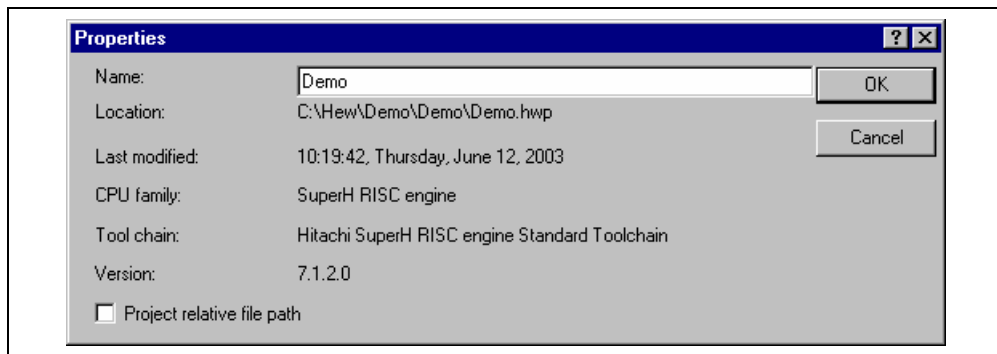 Properties
Name: Demo OK
Location: C:\Hew\Demo\Demo\Demo.hwp
Cancel
Last modified: 10:19:42, Thursday, June 12, 2003
CPU family: SuperH RISC engine
Tool chain: Hitachi SuperH RISC engine Standard Toolchain
Version: 7.1.2.0
Project relative file path